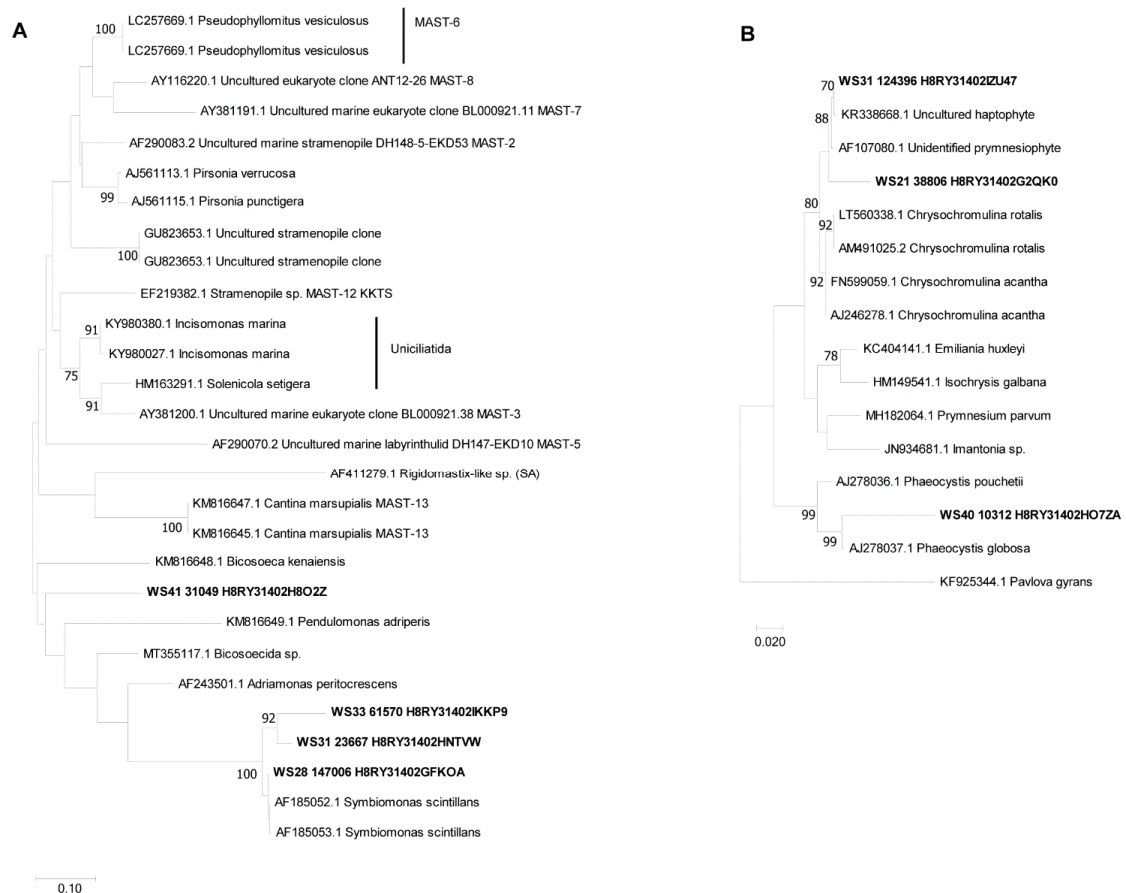 A
100
LC257669.1 Pseudophyllomitus vesiculosus
LC257669.1 Pseudophyllomitus vesiculosus
MAST-6
AY116220.1 Uncultured eukaryote clone ANT12-26 MAST-8
AY381191.1 Uncultured marine eukaryote clone BL000921.11 MAST-7
AF290083.2 Uncultured marine stramenopile DH148-5-EKD53 MAST-2
AJ561113.1 Pirsonia verrucosa
99
AJ561115.1 Pirsonia punctigera
GU823653.1 Uncultured stramenopile clone
100
GU823653.1 Uncultured stramenopile clone
EF219382.1 Stramenopile sp. MAST-12 KKTS
91
KY980380.1 Incisomonas marina
KY980027.1 Incisomonas marina
Uniciliatida
75
HM163291.1 Solenicola setigera
91
AY381200.1 Uncultured marine eukaryote clone BL000921.38 MAST-3
AF290070.2 Uncultured marine labyrinthulid DH147-EKD10 MAST-5
AF411279.1 Rigidomastix-like sp. (SA)
KM816647.1 Cantina marsupialis MAST-13
100
KM816645.1 Cantina marsupialis MAST-13
KM816648.1 Bicosoeca kenaiensis
WS41 31049 H8RY31402H8O2Z
KM816649.1 Pendulomonas adriperis
MT355117.1 Bicosoecida sp.
AF243501.1 Adriamonas peritocrescens
92
WS33 61570 H8RY31402IKKP9
WS31 23667 H8RY31402HNTVW
100
WS28 147006 H8RY31402GFKOA
AF185052.1 Symbiomonas scintillans
AF185053.1 Symbiomonas scintillans
0.10
B
70
WS31 124396 H8RY31402IZU47
88
KR338668.1 Uncultured haptophyte
AF107080.1 Unidentified prymnesiophyte
WS21 38806 H8RY31402G2QK0
80
92
LT560338.1 Chrysochromulina rotalis
AM491025.2 Chrysochromulina rotalis
92
FN599059.1 Chrysochromulina acantha
AJ246278.1 Chrysochromulina acantha
78
KC404141.1 Emiliania huxleyi
HM149541.1 Isochrysis galbana
MH182064.1 Prymnesium parvum
JN934681.1 Imantonia sp.
AJ278036.1 Phaeocystis pouchetii
99
WS40 10312 H8RY31402HO7ZA
99
AJ278037.1 Phaeocystis globosa
KF925344.1 Pavlova gyrans
0.020